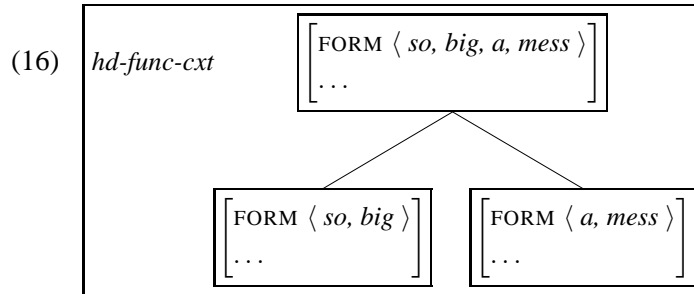 (16) hd-func-cxt
FORM ⟨ so, big, a, mess ⟩
...
FORM ⟨ so, big ⟩ FORM ⟨ a, mess ⟩
... ...